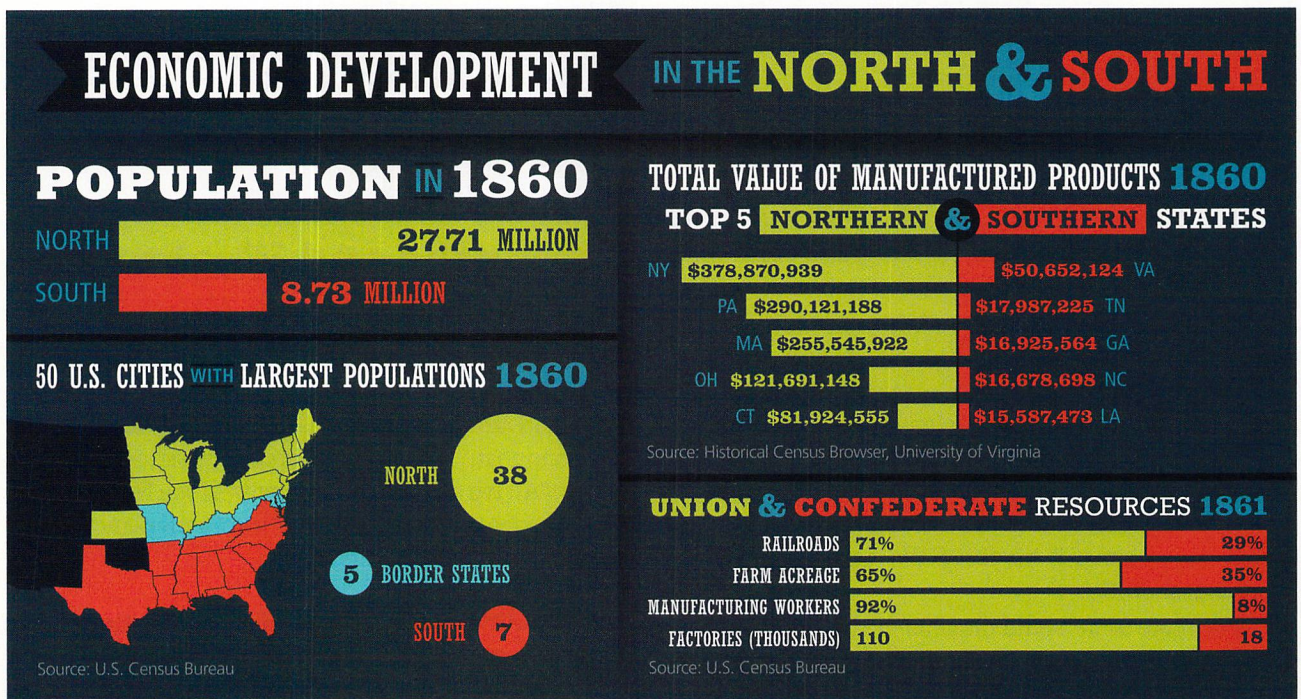 ECONOMIC DEVELOPMENT IN THE NORTH & SOUTH
POPULATION IN 1860
NORTH 27.71 MILLION
SOUTH 8.73 MILLION
50 U.S. CITIES WITH LARGEST POPULATIONS 1860
NORTH 38
5 BORDER STATES
SOUTH 7
Source: U.S. Census Bureau
TOTAL VALUE OF MANUFACTURED PRODUCTS 1860
TOP 5 NORTHERN & SOUTHERN STATES
NY $378,870,939 $50,652,124 VA
PA $290,121,188 $17,987,225 TN
MA $255,545,922 $16,925,564 GA
OH $121,691,148 $16,678,698 NC
CT $81,924,555 $15,587,473 LA
Source: Historical Census Browser, University of Virginia
UNION & CONFEDERATE RESOURCES 1861
RAILROADS 71% 29%
FARM ACREAGE 65% 35%
MANUFACTURING WORKERS 92% 8%
FACTORIES (THOUSANDS) 110 18
Source: U.S. Census Bureau